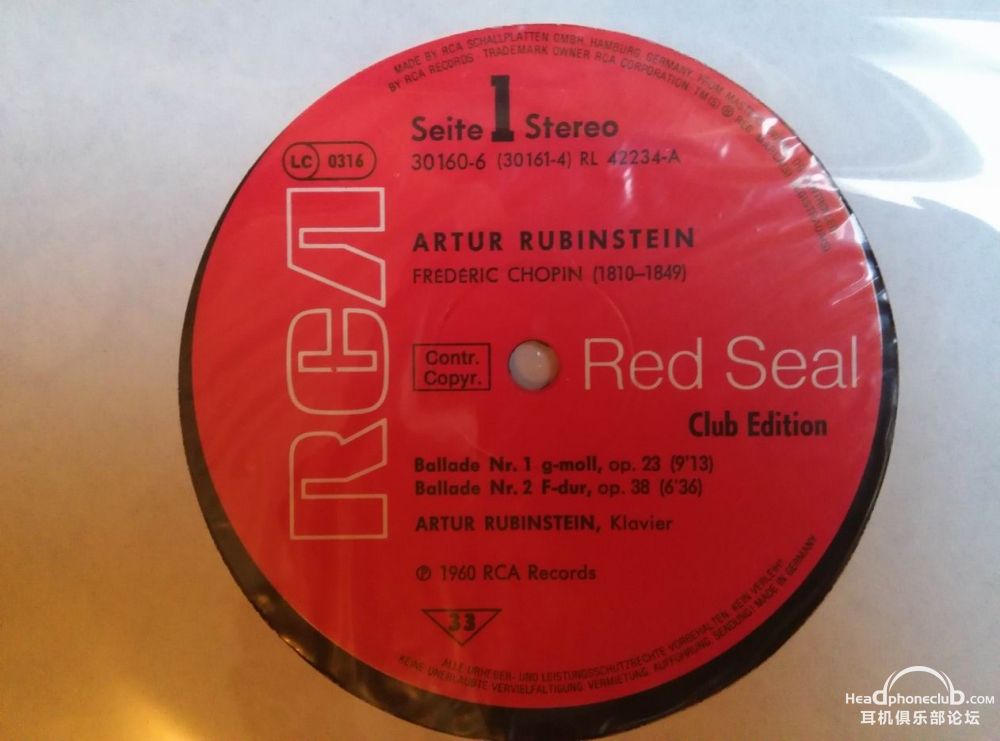 MADE BY RCA SCHALLPLATTEN GMBH, HAMBURG, GERMANY, FROM
BY RCA RECORDS TRADEMARK OWNER RCA CORPORATION. TM(S) ®
Seite 1 Stereo
30160-6 (30161-4) RL 42234-A
LC 0316
RCA
ARTUR RUBINSTEIN
FRÉDÉRIC CHOPIN (1810–1849)
Contr.
Copyr.
Red Seal
Club Edition
Ballade Nr. 1 g-moll, op. 23 (9'13)
Ballade Nr. 2 F-dur, op. 38 (6'36)
ARTUR RUBINSTEIN, Klavier
℗ 1960 RCA Records
33
ALLE URHEBER- UND LEISTUNGSSCHUTZRECHTE VORBEHALTEN. KEIN VERLEIH!
KEINE UNERLAUBTE VERVIELFÄLTIGUNG, VERMIETUNG, AUFFÜHRUNG, SENDUNG! MADE IN GERMANY
Headphoneclub.com
耳机俱乐部论坛